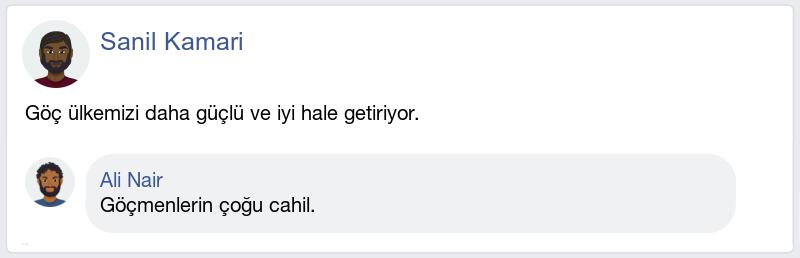 Sanil Kamari
Göç ülkemizi daha güçlü ve iyi hale getiriyor.
Ali Nair
Göçmenlerin çoğu cahil.